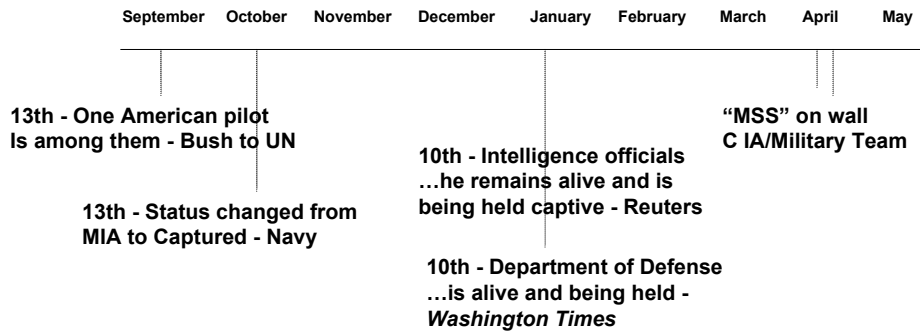 September October November December January February March April May
13th - One American pilot
Is among them - Bush to UN
13th - Status changed from
MIA to Captured - Navy
10th - Intelligence officials
…he remains alive and is
being held captive - Reuters
10th - Department of Defense
…is alive and being held -
Washington Times
“MSS” on wall
C IA/Military Team